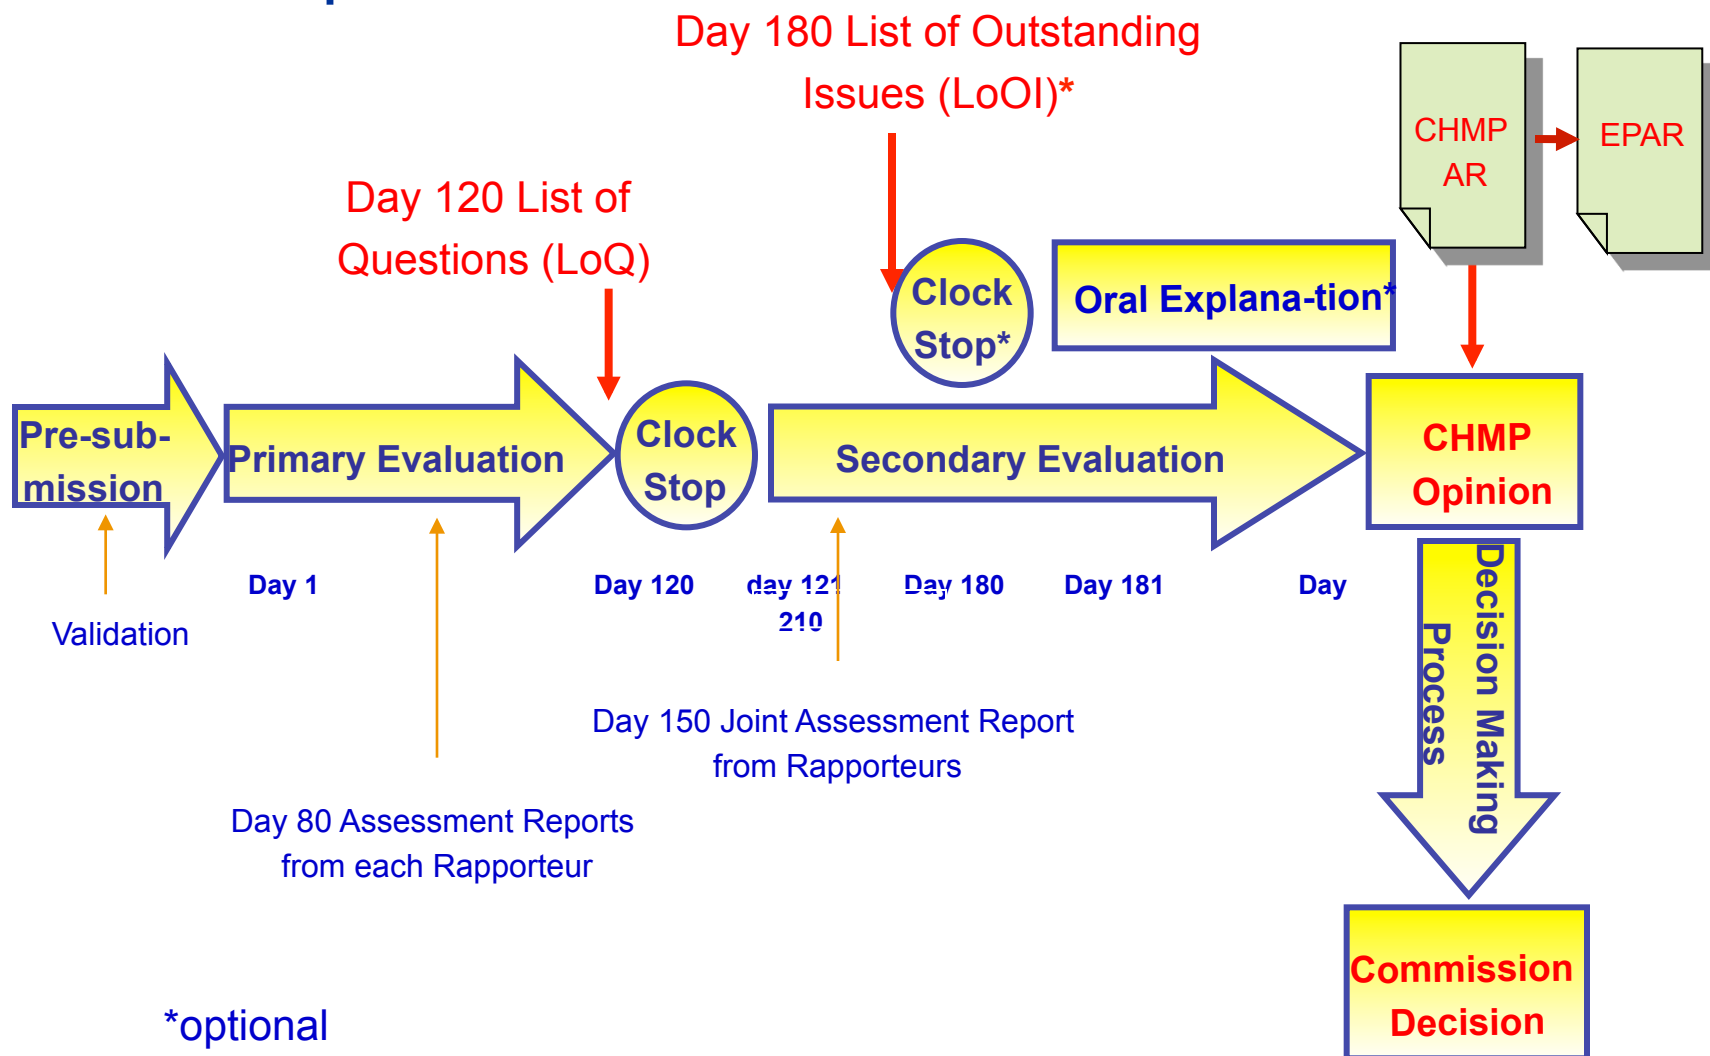 Day 180 List of Outstanding
Issues (LoOI)*
CHMP
AR
EPAR
Day 120 List of
Questions (LoQ)
Clock
Stop*
Oral Explana-tion*
Pre-sub-
mission
Primary Evaluation
Clock
Stop
Secondary Evaluation
CHMP
Opinion
Day 1
Day 120
day 121
Day 180
Day 181
Day
210
Validation
Decision Making
Process
Day 150 Joint Assessment Report
from Rapporteurs
Day 80 Assessment Reports
from each Rapporteur
Commission
Decision
*optional